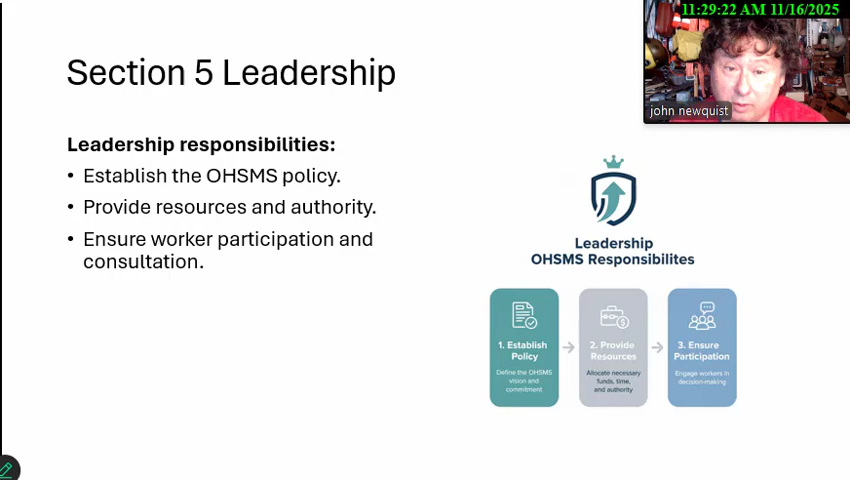 11:29:22 AM 11/16/2025
john newquist
Section 5 Leadership
Leadership responsibilities:
• Establish the OHSMS policy.
• Provide resources and authority.
• Ensure worker participation and
consultation.
Leadership
OHSMS Responsibilites
1. Establish
Policy
Define the OHSMS
vision and
commitment
2. Provide
Resources
Allocate necessary
funds, time,
and authority
3. Ensure
Participation
Engage workers in
decision-making